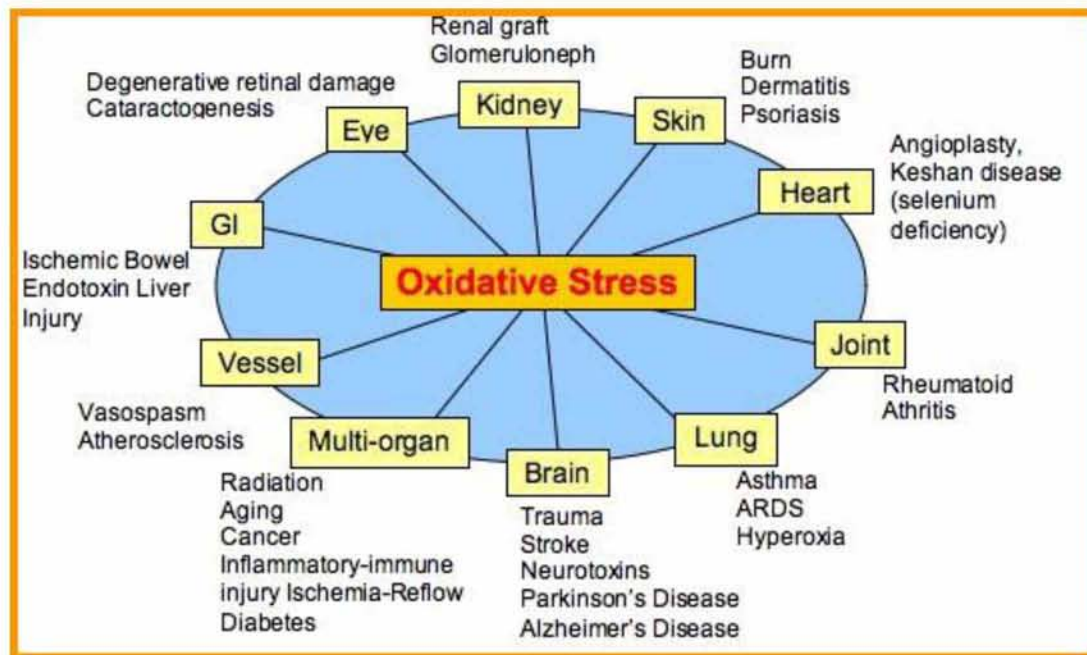 Renal graft
Glomeruloneph
Kidney
Burn
Dermatitis
Psoriasis
Skin
Degenerative retinal damage
Cataractogenesis
Eye
Angioplasty,
Keshan disease
(selenium
deficiency)
Heart
GI
Ischemic Bowel
Endotoxin Liver
Injury
Oxidative Stress
Vessel
Vasospasm
Atherosclerosis
Joint
Rheumatoid
Athritis
Multi-organ
Radiation
Aging
Cancer
Inflammatory-immune
injury Ischemia-Reflow
Diabetes
Brain
Trauma
Stroke
Neurotoxins
Parkinson's Disease
Alzheimer's Disease
Lung
Asthma
ARDS
Hyperoxia